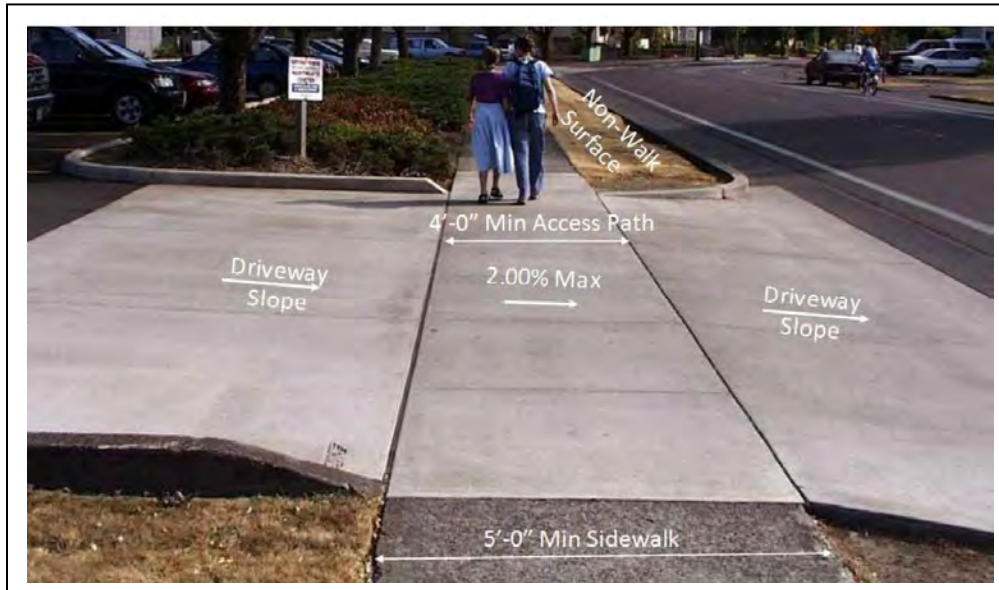 Non-Walk
Surface
4'-0" Min Access Path
2.00% Max
Driveway
Slope
Driveway
Slope
5'-0" Min Sidewalk